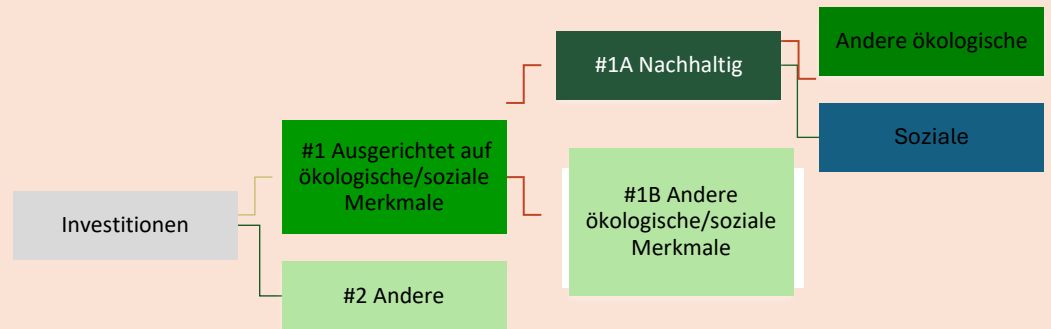 Andere ökologische
#1A Nachhaltig
Soziale
#1 Ausgerichtet auf
ökologische/soziale
Merkmale
#1B Andere
ökologische/soziale
Merkmale
Investitionen
#2 Andere